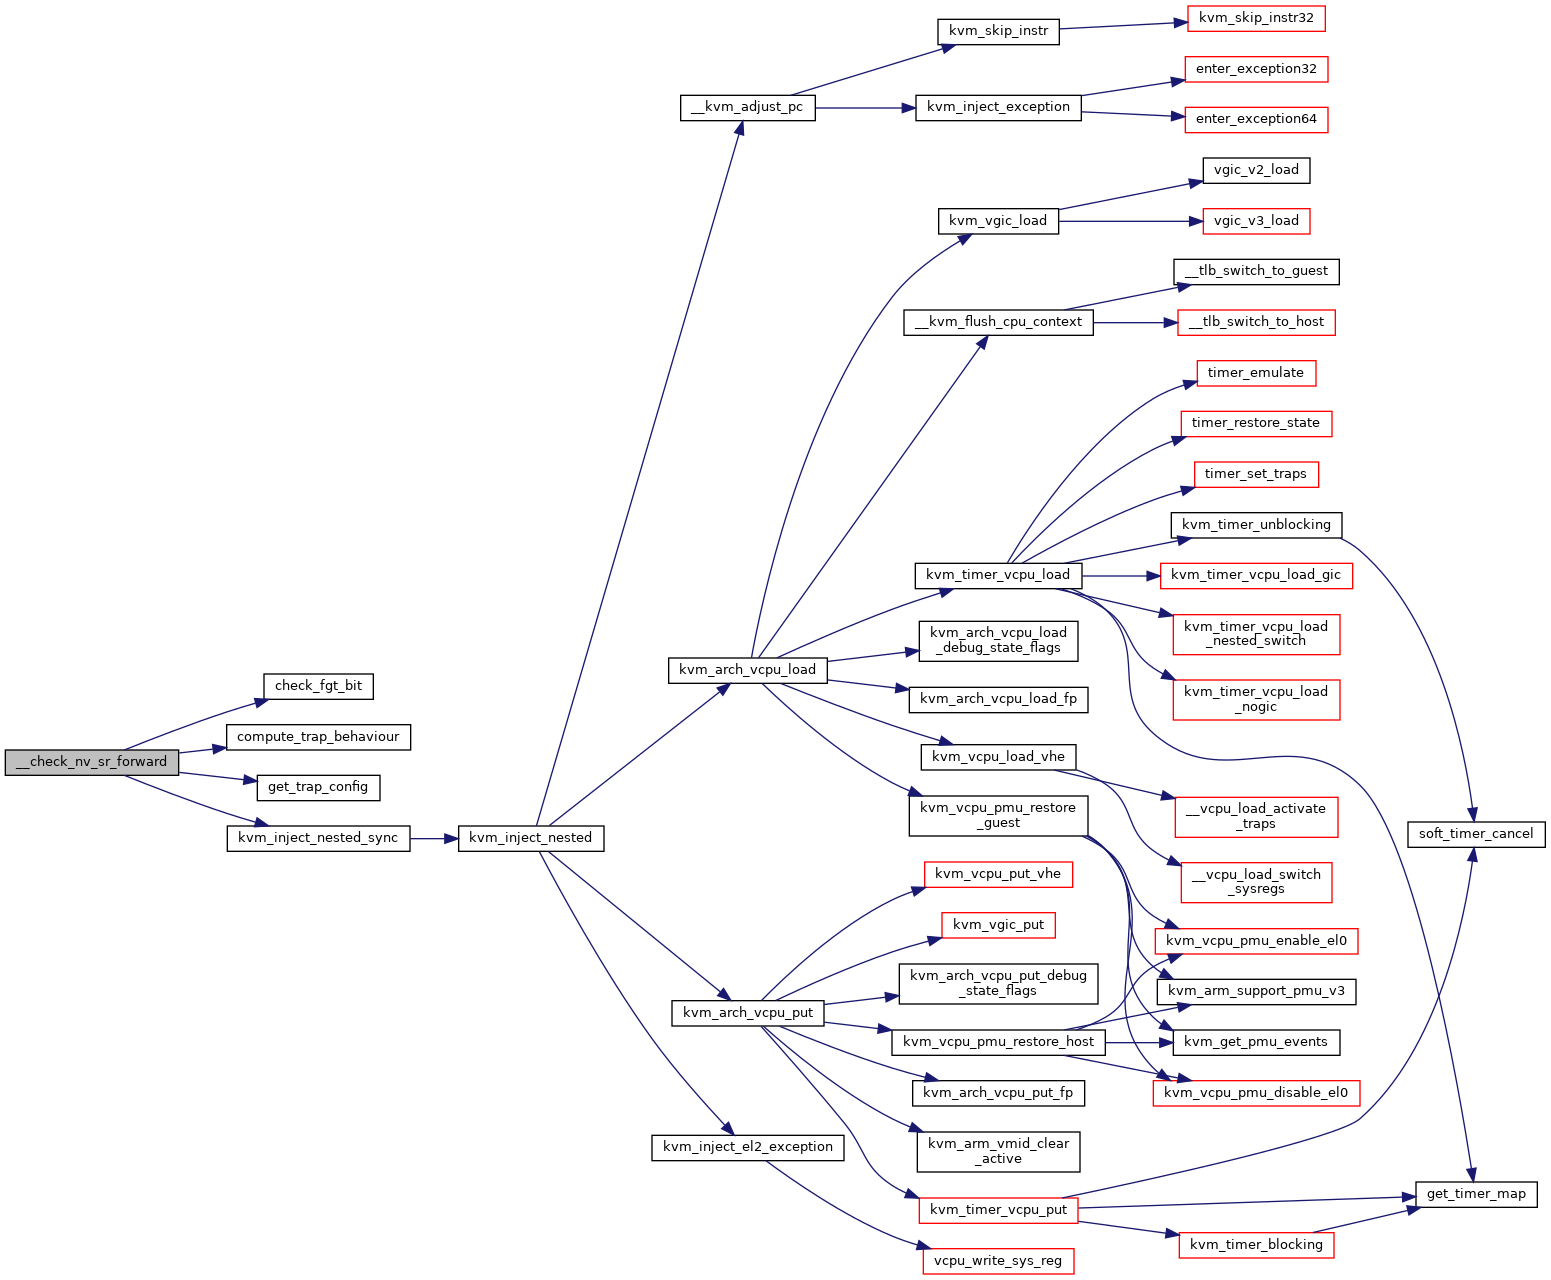 kvm_skip_instr32
kvm_skip_instr
enter_exception32
__kvm_adjust_pc
kvm_inject_exception
enter_exception64
vgic_v2_load
kvm_vgic_load
vgic_v3_load
__tlb_switch_to_guest
__kvm_flush_cpu_context
__tlb_switch_to_host
timer_emulate
timer_restore_state
timer_set_traps
kvm_timer_unblocking
kvm_timer_vcpu_load
kvm_timer_vcpu_load_gic
kvm_timer_vcpu_load
_nested_switch
kvm_arch_vcpu_load
_debug_state_flags
kvm_arch_vcpu_load
kvm_timer_vcpu_load
_nogic
kvm_arch_vcpu_load_fp
check_fgt_bit
compute_trap_behaviour
__check_nv_sr_forward
get_trap_config
kvm_vcpu_load_vhe
kvm_vcpu_pmu_restore
_guest
__vcpu_load_activate
_traps
kvm_inject_nested_sync
kvm_inject_nested
soft_timer_cancel
kvm_vcpu_put_vhe
__vcpu_load_switch
_sysregs
kvm_vgic_put
kvm_vcpu_pmu_enable_el0
kvm_arch_vcpu_put_debug
_state_flags
kvm_arm_support_pmu_v3
kvm_arch_vcpu_put
kvm_vcpu_pmu_restore_host
kvm_get_pmu_events
kvm_arch_vcpu_put_fp
kvm_vcpu_pmu_disable_el0
kvm_inject_el2_exception
kvm_arm_vmid_clear
_active
get_timer_map
kvm_timer_vcpu_put
kvm_timer_blocking
vcpu_write_sys_reg